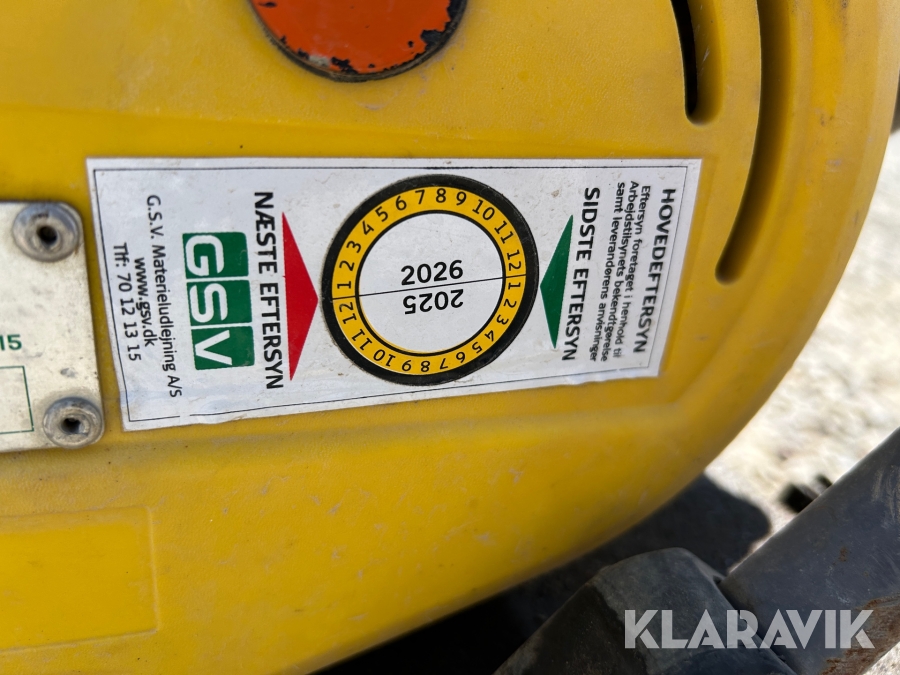 HOVEDEFTERSYN
Eftersyn foretaget i henhold til
Arbejdstilsynets bekendtgørelse
samt leverandørens anvisninger
SIDSTE EFTERSYN
1 2 3 4 5 6 7 8 9 10 11 12
2026
2025
1 2 3 4 5 6 7 8 9 10 11 12
NÆSTE EFTERSYN
GSV
G.S.V. Materieludlejning A/S
www.gsv.dk
Tlf: 70 12 13 15
15
KLARAVIK